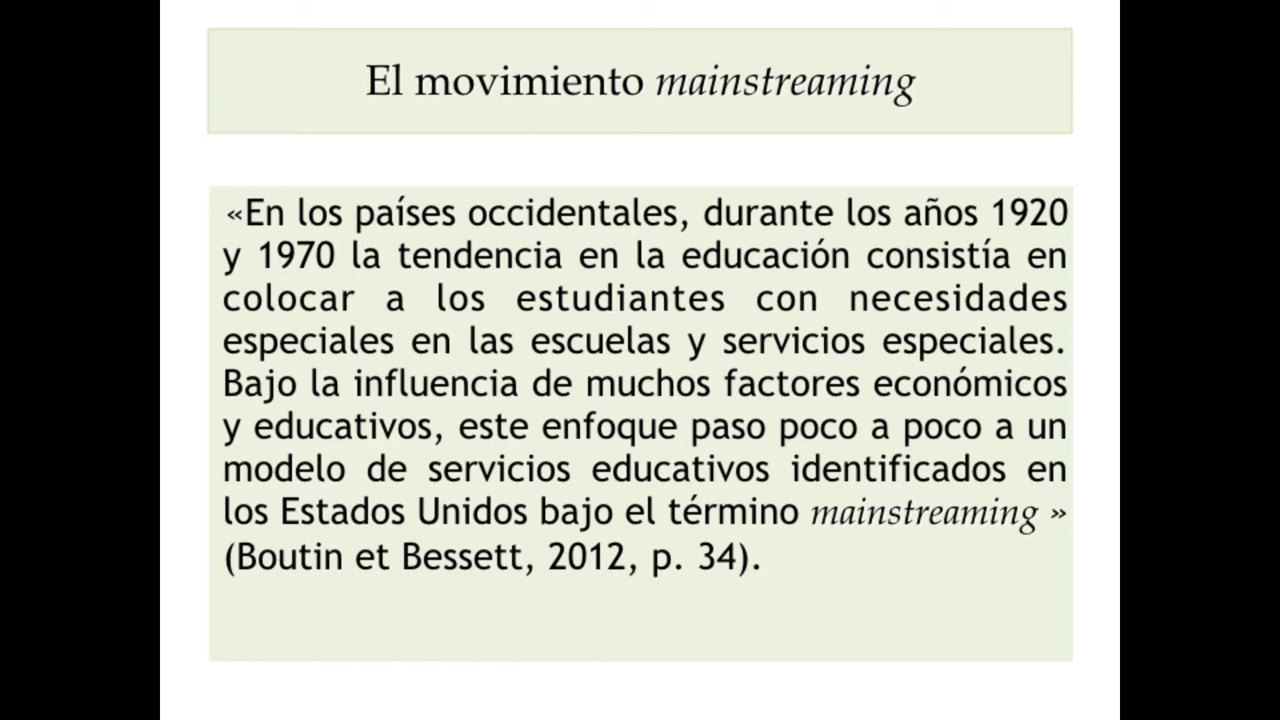 El movimiento mainstreaming
«En los países occidentales, durante los años 1920
y 1970 la tendencia en la educación consistía en
colocar a los estudiantes con necesidades
especiales en las escuelas y servicios especiales.
Bajo la influencia de muchos factores económicos
y educativos, este enfoque paso poco a poco a un
modelo de servicios educativos identificados en
los Estados Unidos bajo el término mainstreaming »
(Boutin et Bessett, 2012, p. 34).